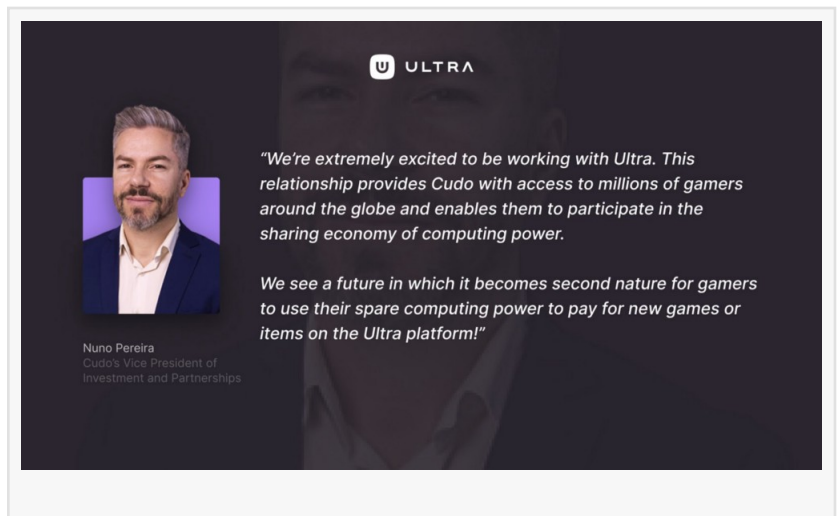 ULTRA
“We’re extremely excited to be working with Ultra. This
relationship provides Cudo with access to millions of gamers
around the globe and enables them to participate in the
sharing economy of computing power.
We see a future in which it becomes second nature for gamers
to use their spare computing power to pay for new games or
items on the Ultra platform!”
Nuno Pereira
Cudo’s Vice President of
Investment and Partnerships